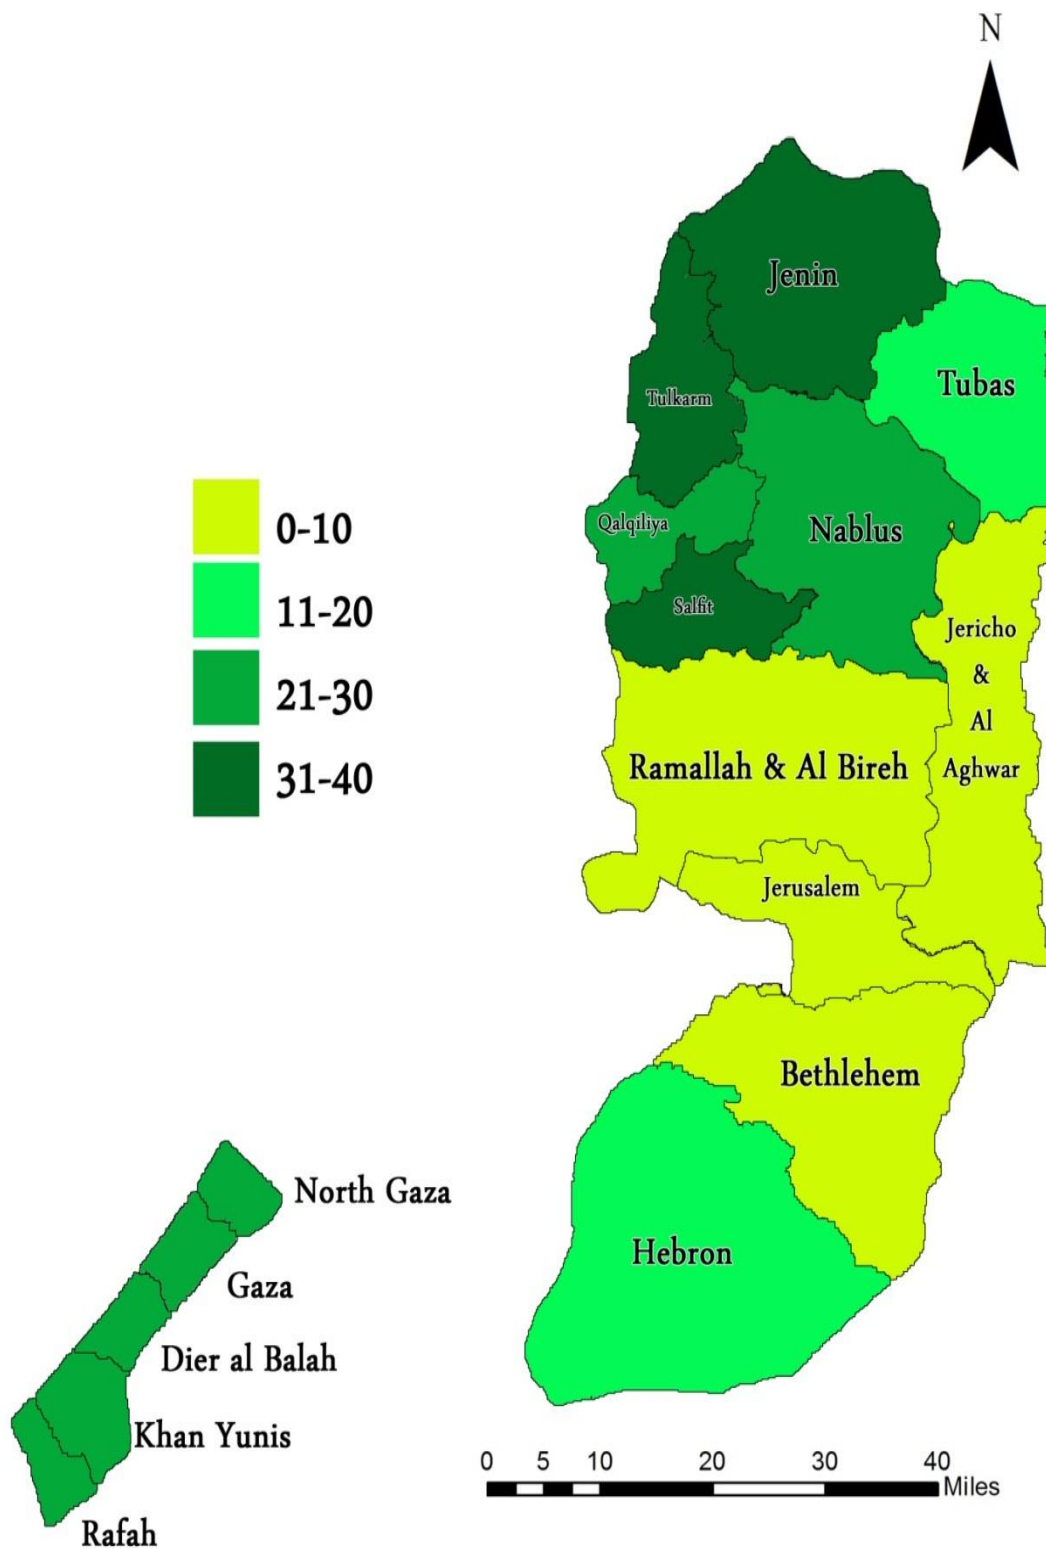 N
Jenin
Tubas
Tulkarm
Qalqiliya
Nablus
Salfit
Jericho
&
Al
Aghwar
Ramallah & Al Bireh
Jerusalem
Bethlehem
Hebron
0-10
11-20
21-30
31-40
North Gaza
Gaza
Dier al Balah
Khan Yunis
Rafah
0 5 10 20 30 40
Miles